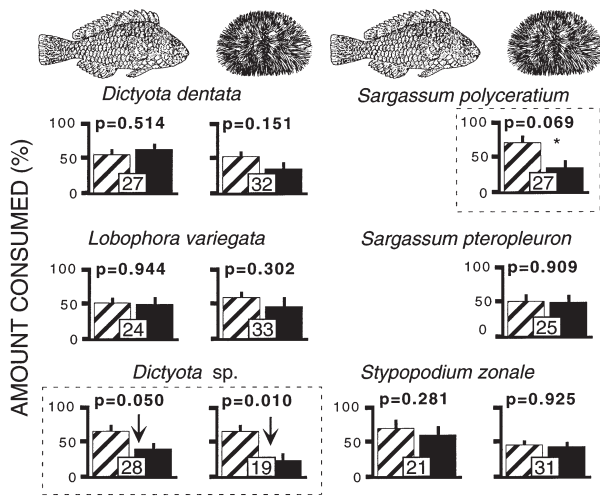 Dictyota dentata
Sargassum polyceratium
AMOUNT CONSUMED (%)
100 p=0.514
50
0
27
p=0.151
32
100 p=0.069
50 *
0
27
Lobophora variegata
Sargassum pteropleuron
100 p=0.944
50
0
24
p=0.302
33
100 p=0.909
50
0
25
Dictyota sp.
Stypopodium zonale
100 p=0.050
50
0
28
p=0.010
19
100 p=0.281
50
0
21
p=0.925
31